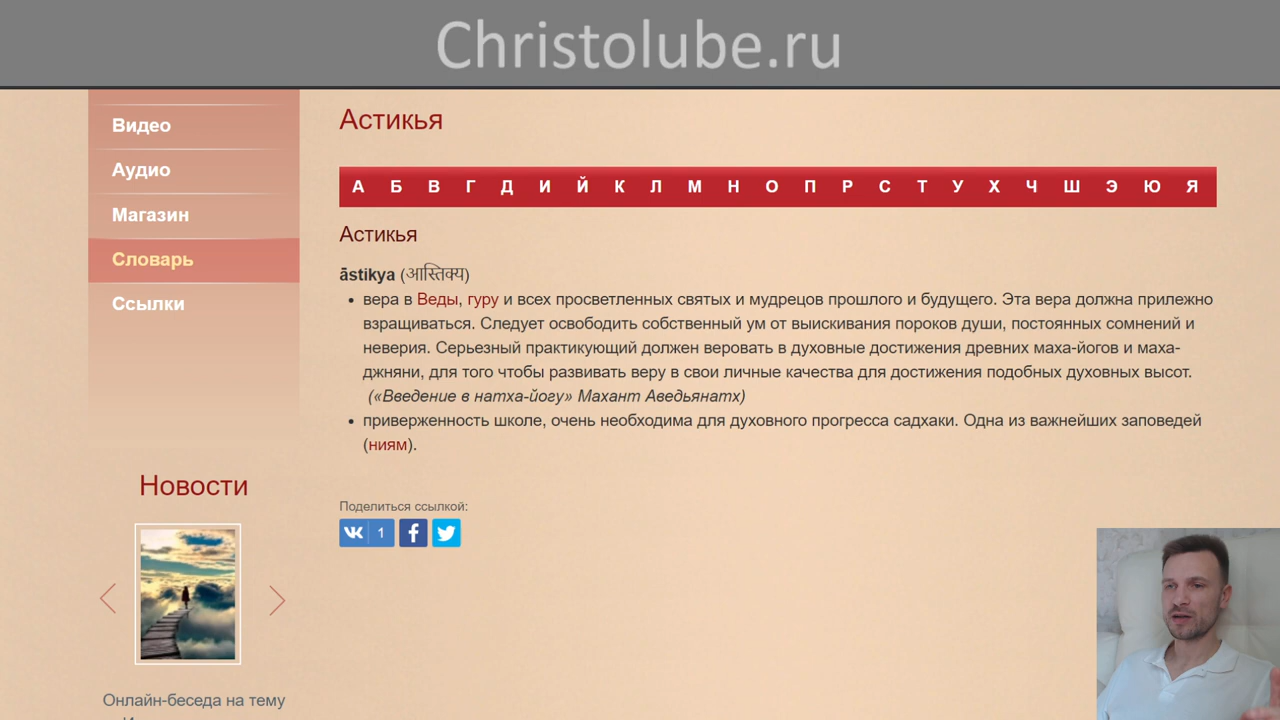 Christolube.ru
Видео
Аудио
Магазин
Словарь
Ссылки
Новости
Онлайн-беседа на тему
Астикья
А Б В Г Д И Й К Л М Н О П Р С Т У Х Ч Ш Э Ю Я
Астикья
āstikya (आस्तिक्य)
• вера в Веды, гуру и всех просветленных святых и мудрецов прошлого и будущего. Эта вера должна прилежно
взращиваться. Следует освободить собственный ум от выискивания пороков души, постоянных сомнений и
неверия. Серьезный практикующий должен веровать в духовные достижения древних маха-йогов и маха-
джняни, для того чтобы развивать веру в свои личные качества для достижения подобных духовных высот.
(«Введение в натха-йогу» Махант Аведьянатх)
• приверженность школе, очень необходима для духовного прогресса садхаки. Одна из важнейших заповедей
(ниям).
Поделиться ссылкой:
1